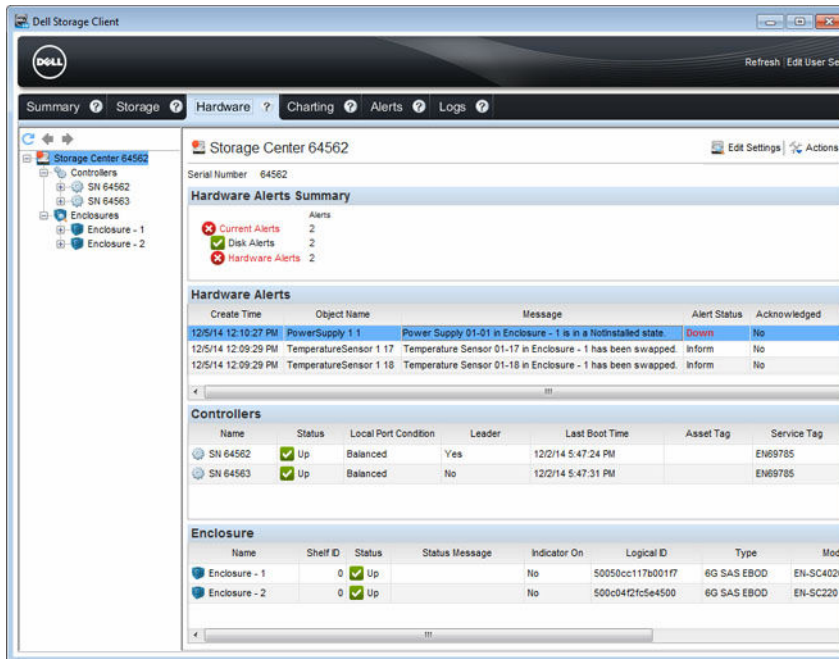 Dell Storage Client
DELL
Refresh Edit User Se
Summary ? Storage ? Hardware ? Charting ? Alerts ? Logs ?
Storage Center 64562
Controllers
SN 64562
SN 64563
Enclosures
Enclosure - 1
Enclosure - 2
Storage Center 64562
Edit Settings Actions
Serial Number 64562
Hardware Alerts Summary
Alerts
Current Alerts 2
Disk Alerts 2
Hardware Alerts 2
Hardware Alerts
Create Time Object Name Message Alert Status Acknowledged
12/5/14 12:10:27 PM PowerSupply 1 1 Power Supply 01-01 in Enclosure - 1 is in a NotInstalled state. Down No
12/5/14 12:09:29 PM TemperatureSensor 1 17 Temperature Sensor 01-17 in Enclosure - 1 has been swapped. Inform No
12/5/14 12:09:29 PM TemperatureSensor 1 18 Temperature Sensor 01-18 in Enclosure - 1 has been swapped. Inform No
Controllers
Name Status Local Port Condition Leader Last Boot Time Asset Tag Service Tag
SN 64562 Up Balanced Yes 12/2/14 5:47:24 PM EN69785
SN 64563 Up Balanced No 12/2/14 5:47:31 PM EN69785
Enclosure
Name Shelf ID Status Status Message Indicator On Logical ID Type Mod
Enclosure - 1 0 Up No 50050cc117b001f7 6G SAS EBOD EN-SC402
Enclosure - 2 0 Up No 500c04f2fc5e4500 6G SAS EBOD EN-SC220